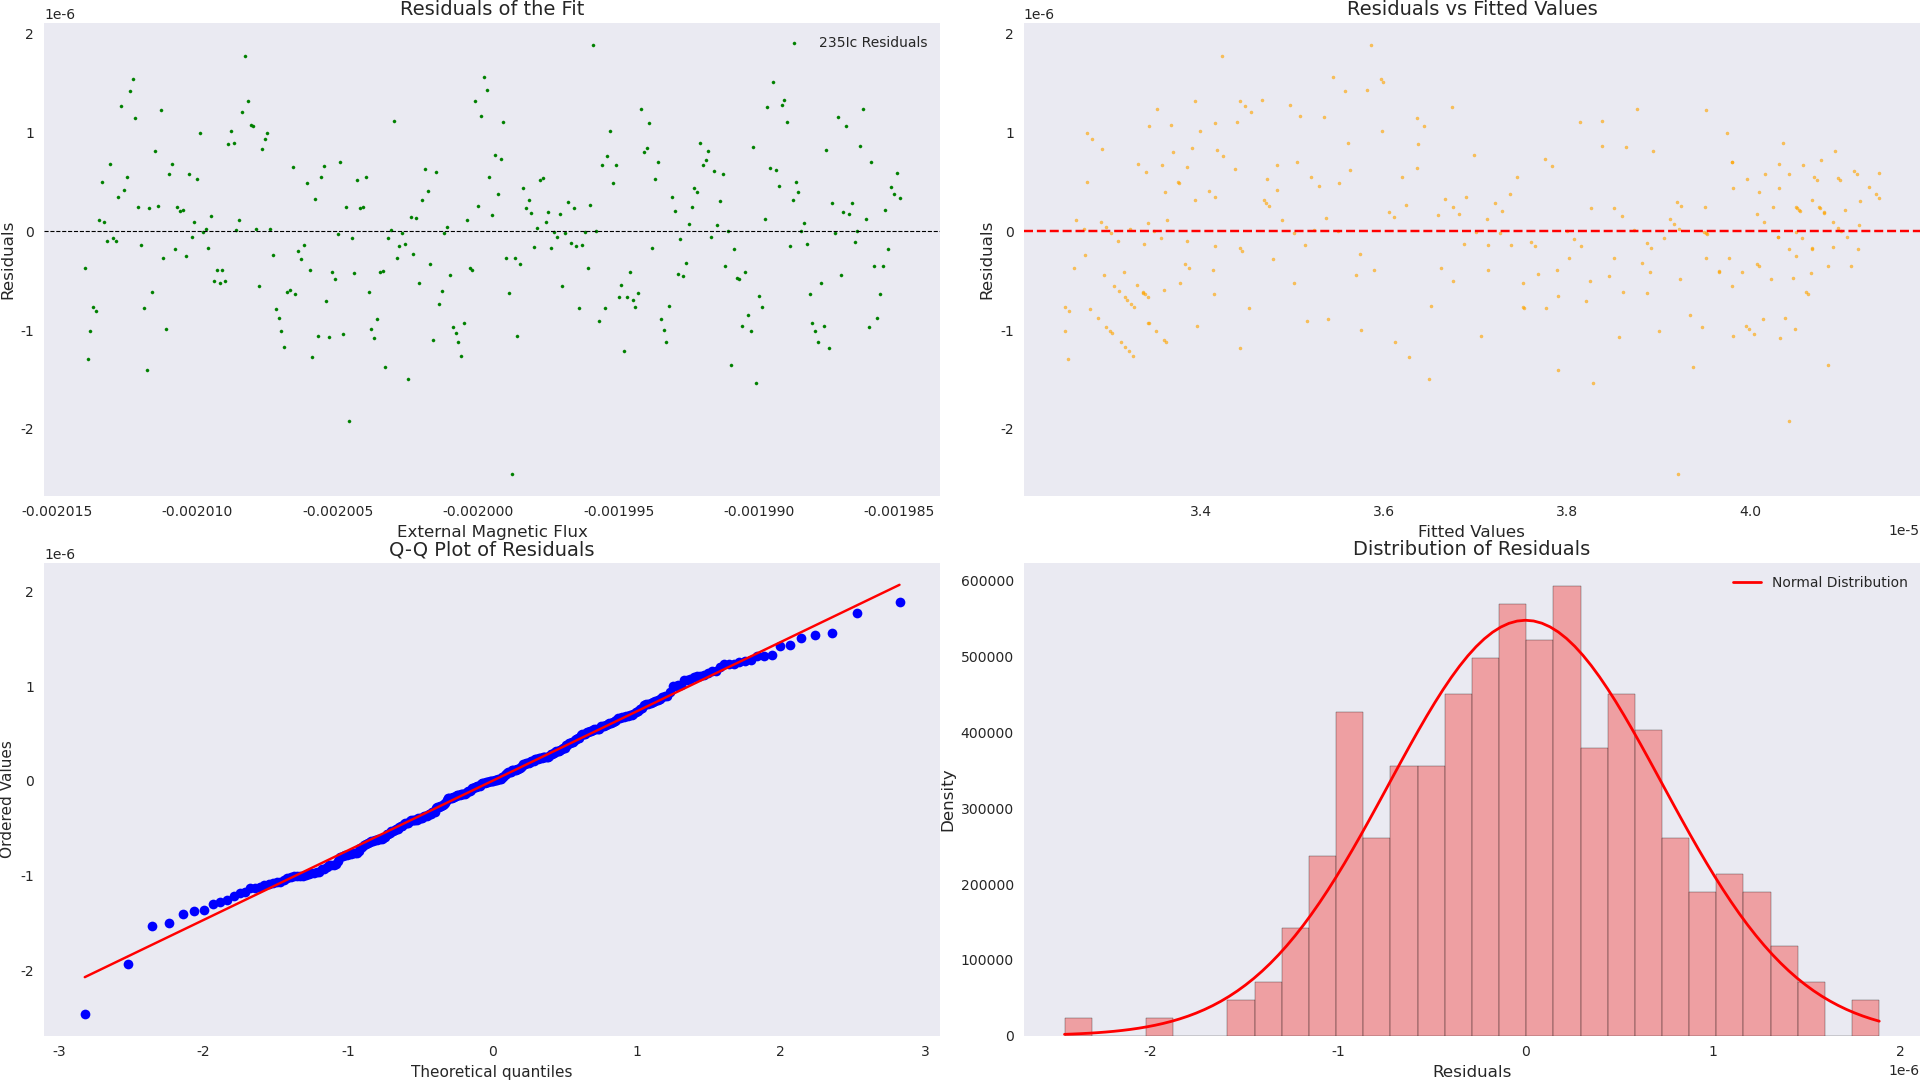 Residuals of the Fit
1e-6
235Ic Residuals
2
1
0
-1
-2
Residuals
-0.002015 -0.002010 -0.002005 -0.002000 -0.001995 -0.001990 -0.001985
External Magnetic Flux
Residuals vs Fitted Values
1e-6
2
1
0
-1
-2
Residuals
3.4 3.6 3.8 4.0
1e-5
Fitted Values
Q-Q Plot of Residuals
1e-6
2
1
0
-1
-2
Ordered Values
-3 -2 -1 0 1 2 3
Theoretical quantiles
Distribution of Residuals
Normal Distribution
600000
500000
400000
300000
200000
100000
0
Density
-2 -1 0 1 2
1e-6
Residuals